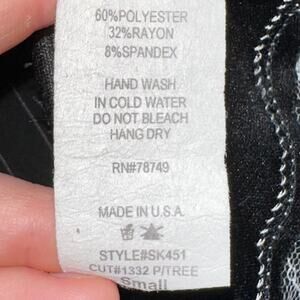 60%POLYESTER
32%RAYON
8%SPANDEX
HAND WASH
IN COLD WATER
DO NOT BLEACH
HANG DRY
RN#78749
MADE IN U.S.A.
STYLE#SK451
CUT#1332 P/TREE
Small